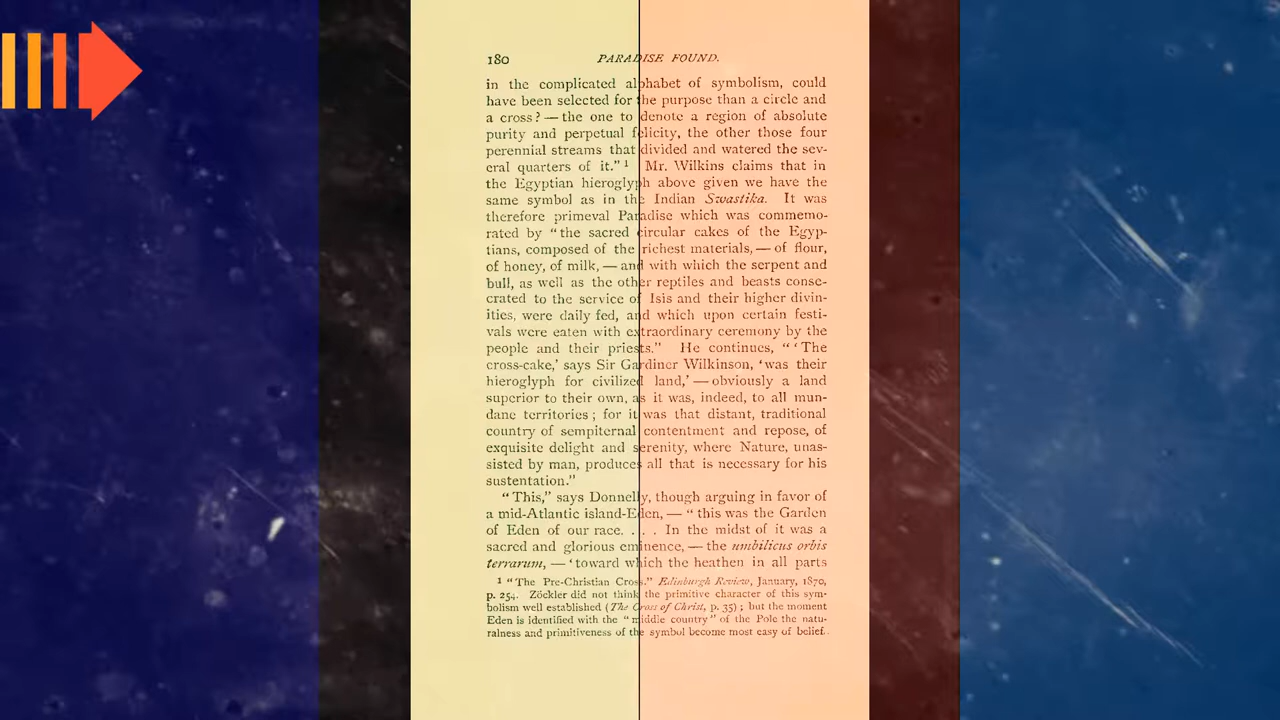 180 PARADISE FOUND.
in the complicated alphabet of symbolism, could
have been selected for the purpose than a circle and
a cross? — the one to denote a region of absolute
purity and perpetual felicity, the other those four
perennial streams that divided and watered the sev-
eral quarters of it." 1 Mr. Wilkins claims that in
the Egyptian hieroglyph above given we have the
same symbol as in the Indian Swastika. It was
therefore primeval Paradise which was commemo-
rated by "the sacred circular cakes of the Egyp-
tians, composed of the richest materials, — of flour,
of honey, of milk, — and with which the serpent and
bull, as well as the other reptiles and beasts conse-
crated to the service of Isis and their higher divin-
ities, were daily fed, and which upon certain festi-
vals were eaten with extraordinary ceremony by the
people and their priests." He continues, "'The
cross-cake,' says Sir Gardiner Wilkinson, 'was their
hieroglyph for civilized land,' — obviously a land
superior to their own, as it was, indeed, to all mun-
dane territories; for it was that distant, traditional
country of sempiternal contentment and repose, of
exquisite delight and serenity, where Nature, unas-
sisted by man, produces all that is necessary for his
sustentation."
"This," says Donnelly, though arguing in favor of
a mid-Atlantic island-Eden, — "this was the Garden
of Eden of our race. . . . In the midst of it was a
sacred and glorious eminence, — the umbilicus orbis
terrarum, — 'toward which the heathen in all parts
1 "The Pre-Christian Cross." Edinburgh Review, January, 1870,
p. 254. Zöckler did not think the primitive character of this sym-
bolism well established (The Cross of Christ, p. 35); but the moment
Eden is identified with the "middle country" of the Pole the natu-
ralness and primitiveness of the symbol become most easy of belief.